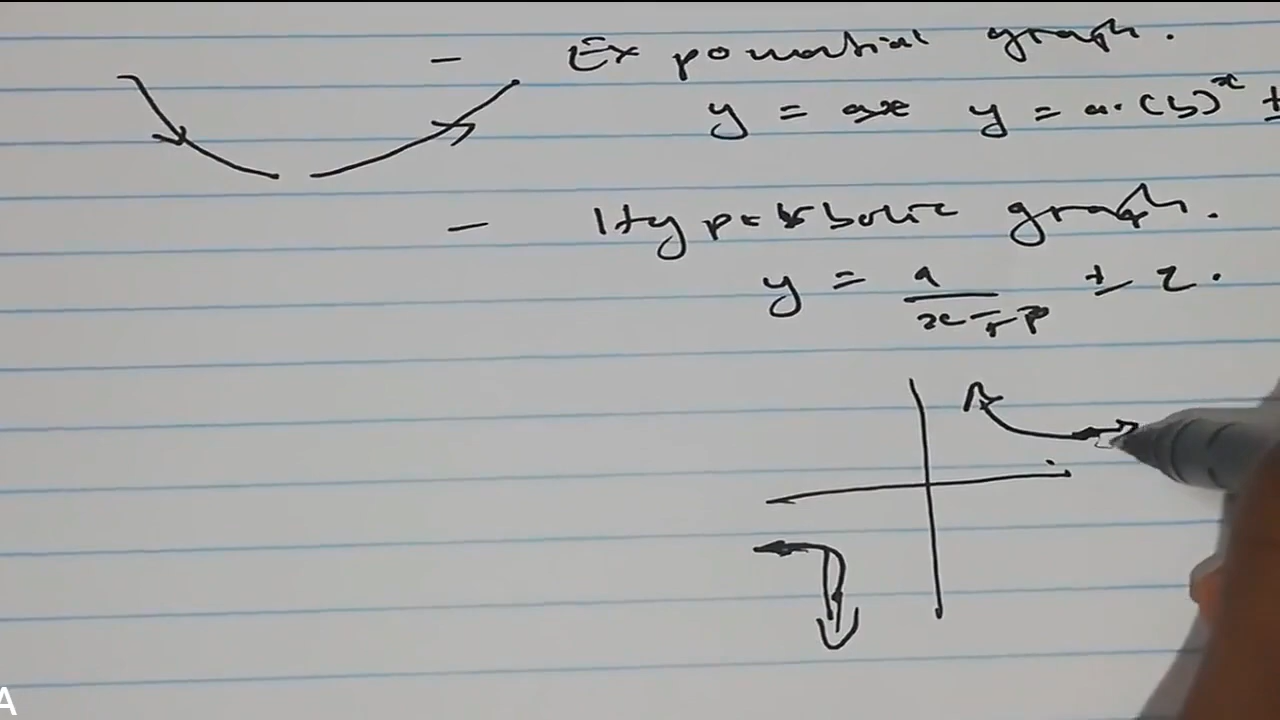 - Exponential graph.
y = ax y = a.(b)^x ±
- Hyperbolic graph.
y = a/(x ∓ p) ± 2.
A